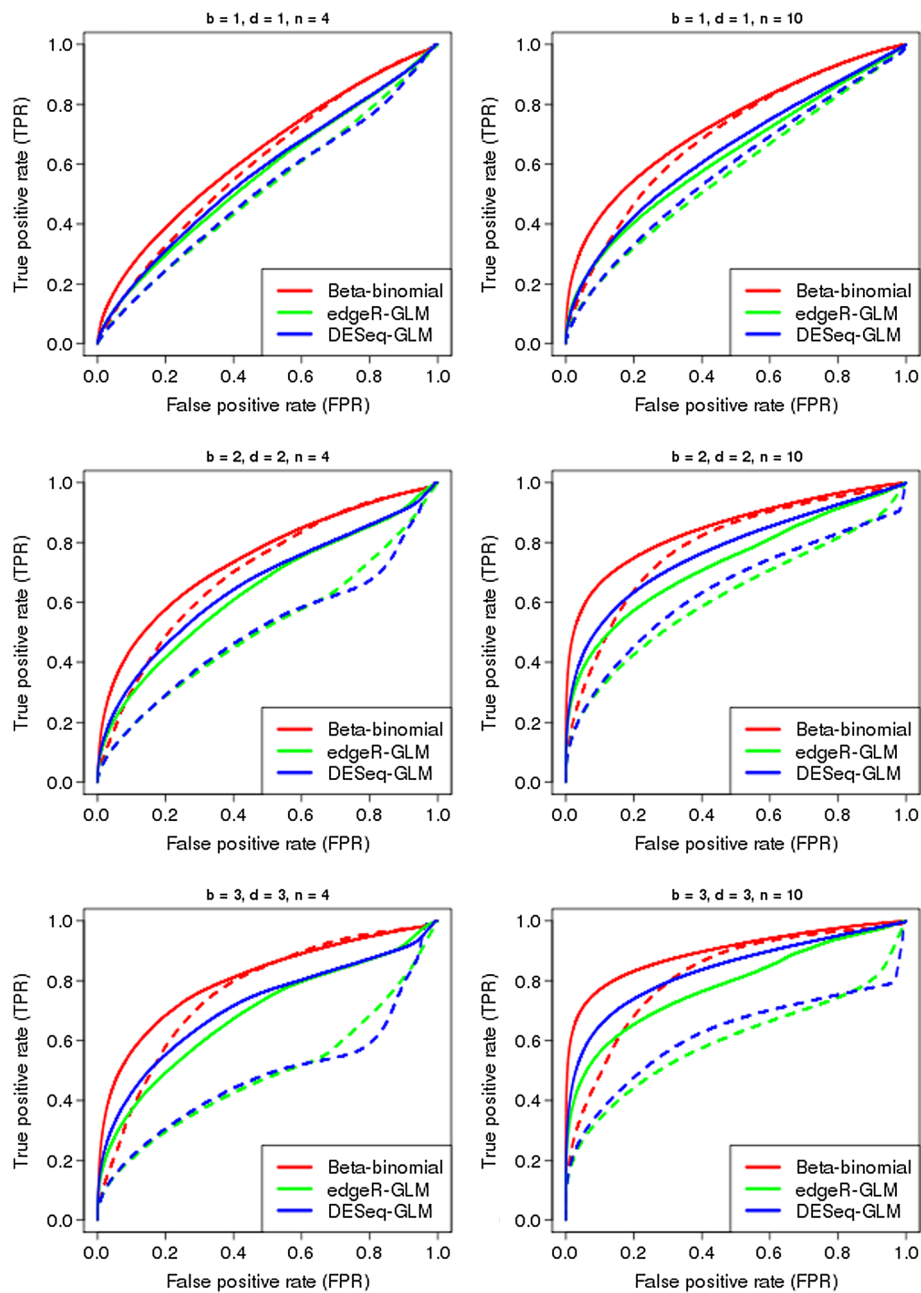 b = 1, d = 1, n = 4
True positive rate (TPR)
1.0
0.8
0.6
0.4
0.2
0.0
Beta-binomial
edgeR-GLM
DESeq-GLM
0.0 0.2 0.4 0.6 0.8 1.0
False positive rate (FPR)
b = 1, d = 1, n = 10
True positive rate (TPR)
1.0
0.8
0.6
0.4
0.2
0.0
Beta-binomial
edgeR-GLM
DESeq-GLM
0.0 0.2 0.4 0.6 0.8 1.0
False positive rate (FPR)
b = 2, d = 2, n = 4
True positive rate (TPR)
1.0
0.8
0.6
0.4
0.2
0.0
Beta-binomial
edgeR-GLM
DESeq-GLM
0.0 0.2 0.4 0.6 0.8 1.0
False positive rate (FPR)
b = 2, d = 2, n = 10
True positive rate (TPR)
1.0
0.8
0.6
0.4
0.2
0.0
Beta-binomial
edgeR-GLM
DESeq-GLM
0.0 0.2 0.4 0.6 0.8 1.0
False positive rate (FPR)
b = 3, d = 3, n = 4
True positive rate (TPR)
1.0
0.8
0.6
0.4
0.2
0.0
Beta-binomial
edgeR-GLM
DESeq-GLM
0.0 0.2 0.4 0.6 0.8 1.0
False positive rate (FPR)
b = 3, d = 3, n = 10
True positive rate (TPR)
1.0
0.8
0.6
0.4
0.2
0.0
Beta-binomial
edgeR-GLM
DESeq-GLM
0.0 0.2 0.4 0.6 0.8 1.0
False positive rate (FPR)